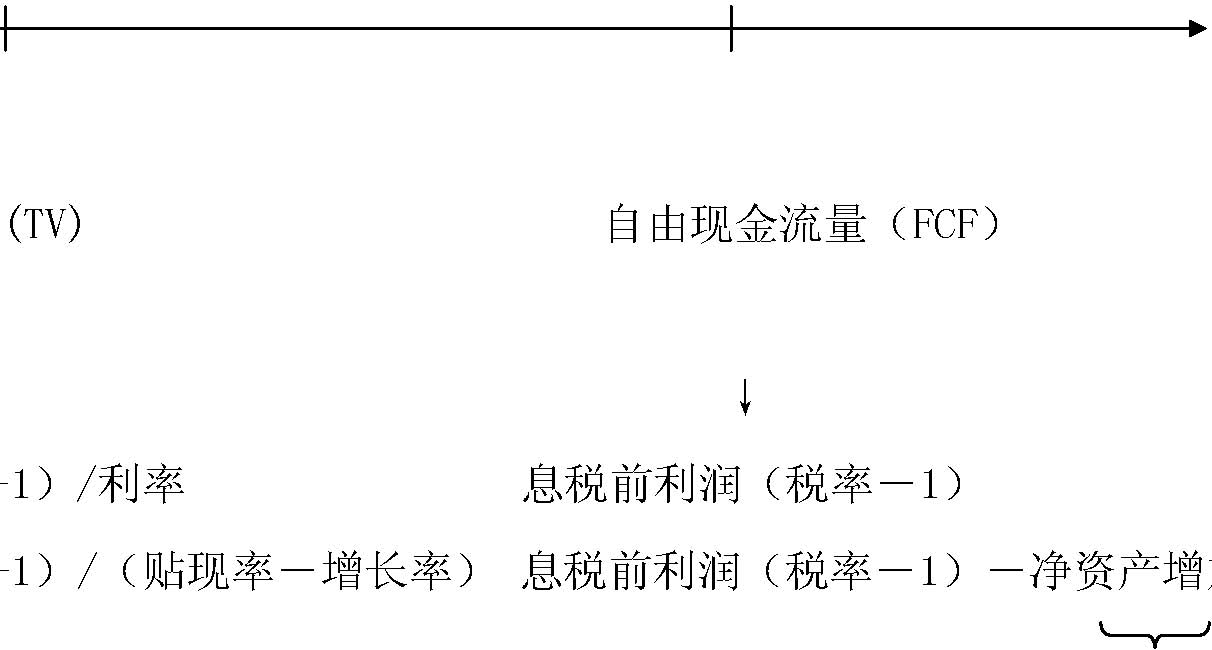 (TV) 自由现金流量（FCF）
-1）/利率 息税前利润（税率－1）
-1）/（贴现率－增长率） 息税前利润（税率－1）－净资产增